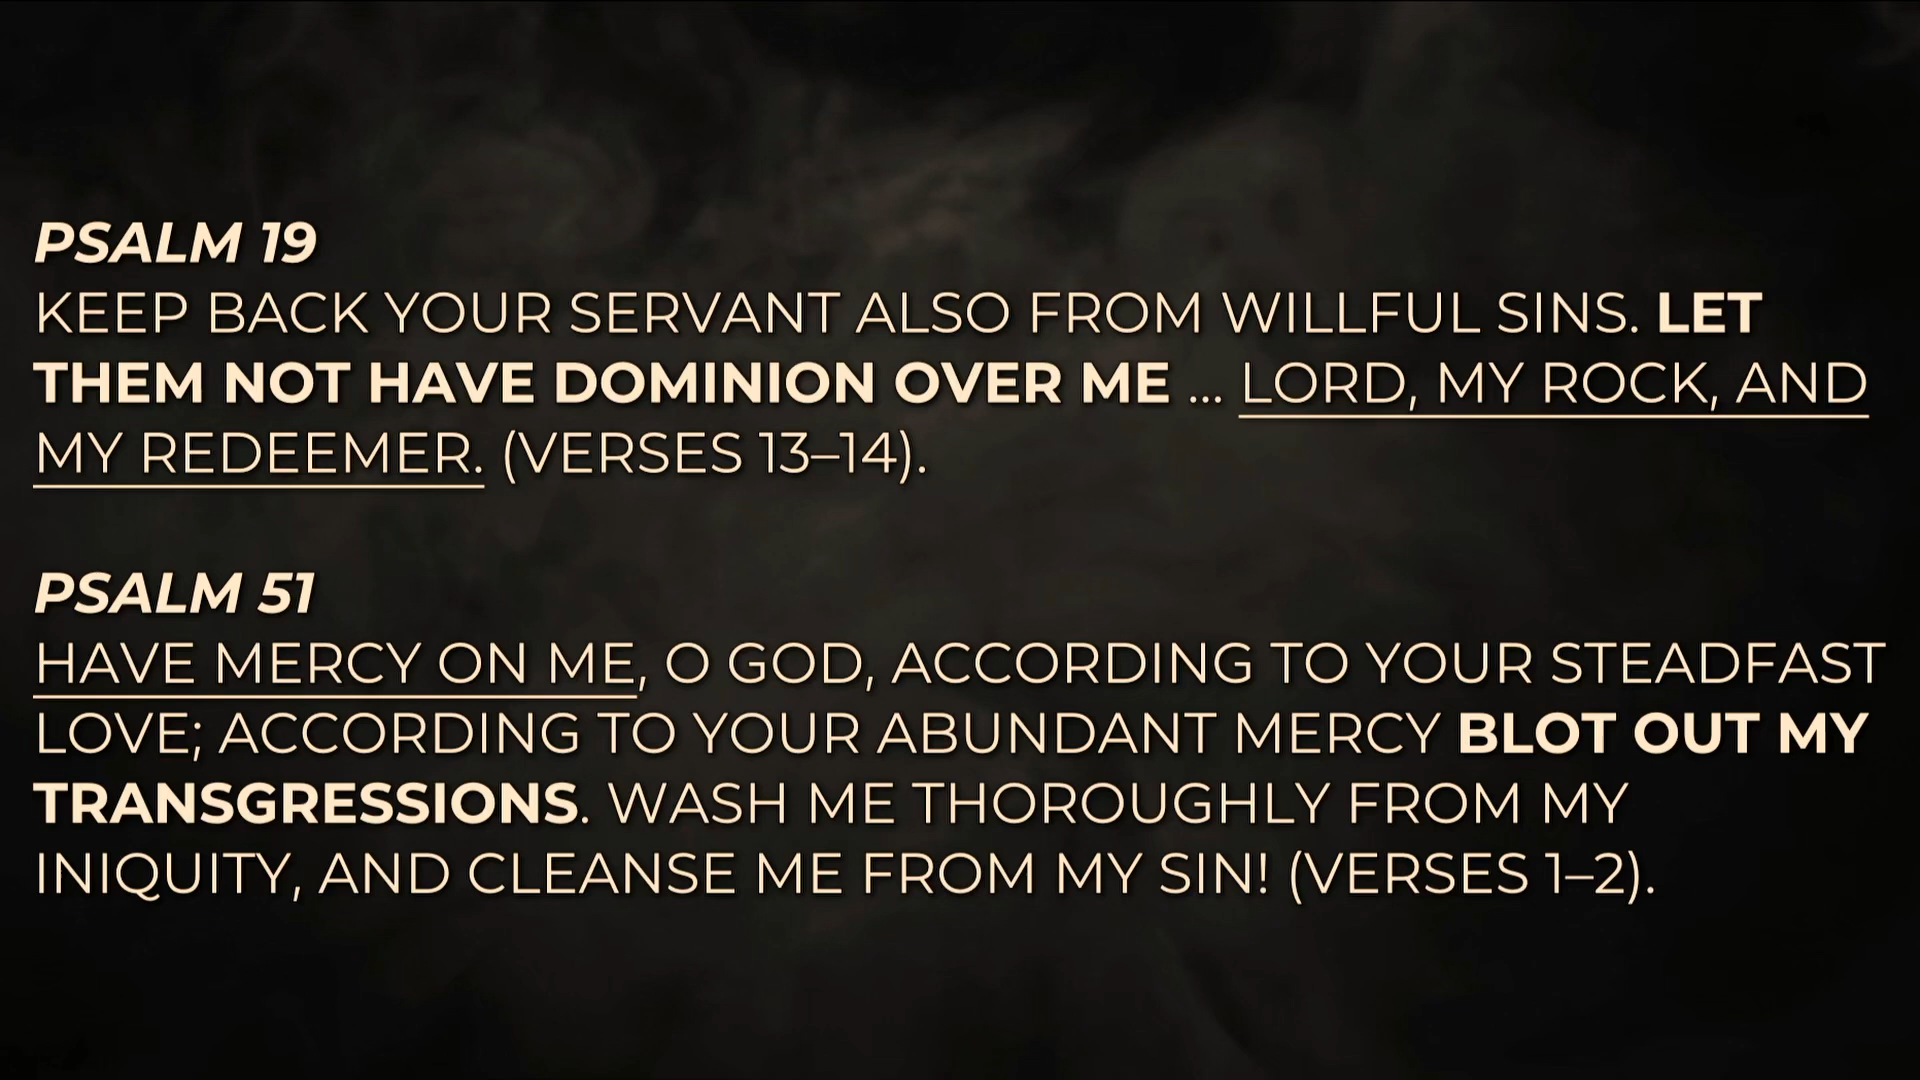 PSALM 19
KEEP BACK YOUR SERVANT ALSO FROM WILLFUL SINS. LET
THEM NOT HAVE DOMINION OVER ME ... LORD, MY ROCK, AND
MY REDEEMER. (VERSES 13–14).
PSALM 51
HAVE MERCY ON ME, O GOD, ACCORDING TO YOUR STEADFAST
LOVE; ACCORDING TO YOUR ABUNDANT MERCY BLOT OUT MY
TRANSGRESSIONS. WASH ME THOROUGHLY FROM MY
INIQUITY, AND CLEANSE ME FROM MY SIN! (VERSES 1–2).